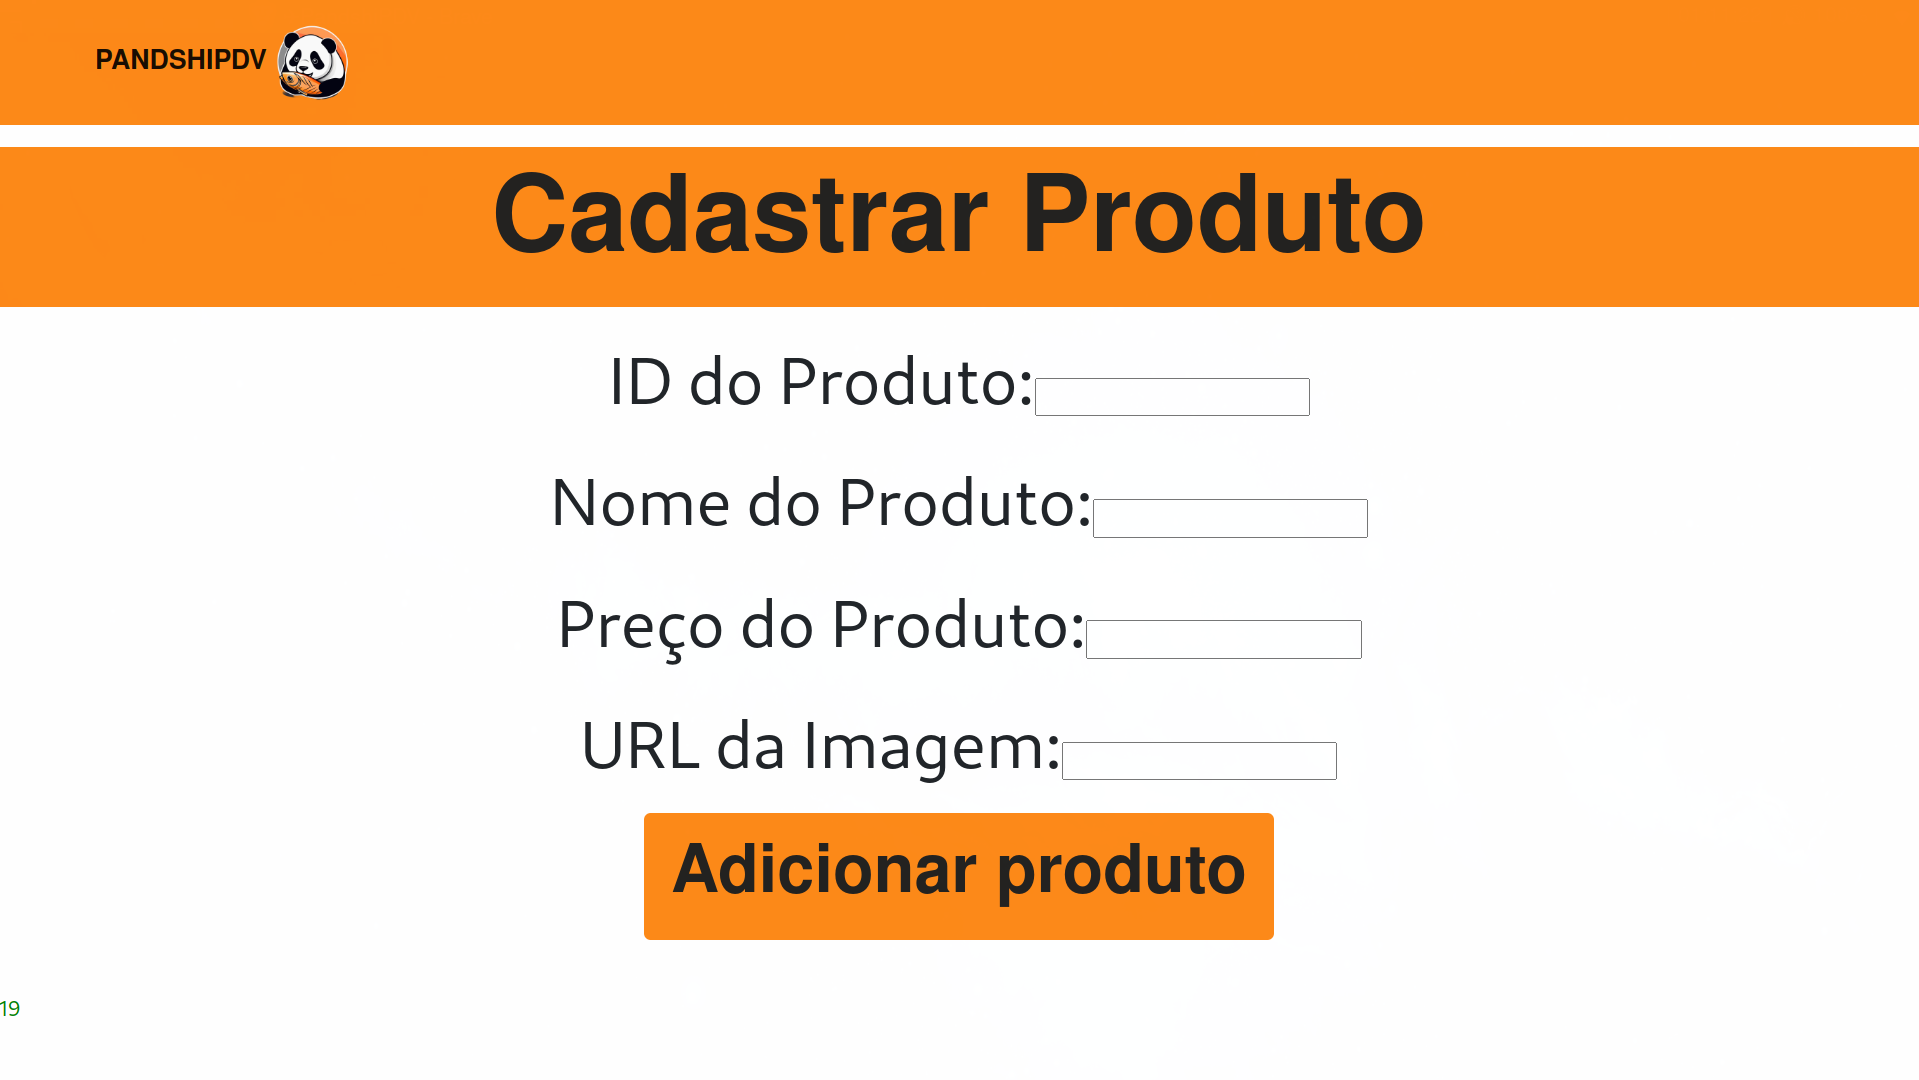 PANDSHIPDV
Cadastrar Produto
ID do Produto:
Nome do Produto:
Preço do Produto:
URL da Imagem:
Adicionar produto
19